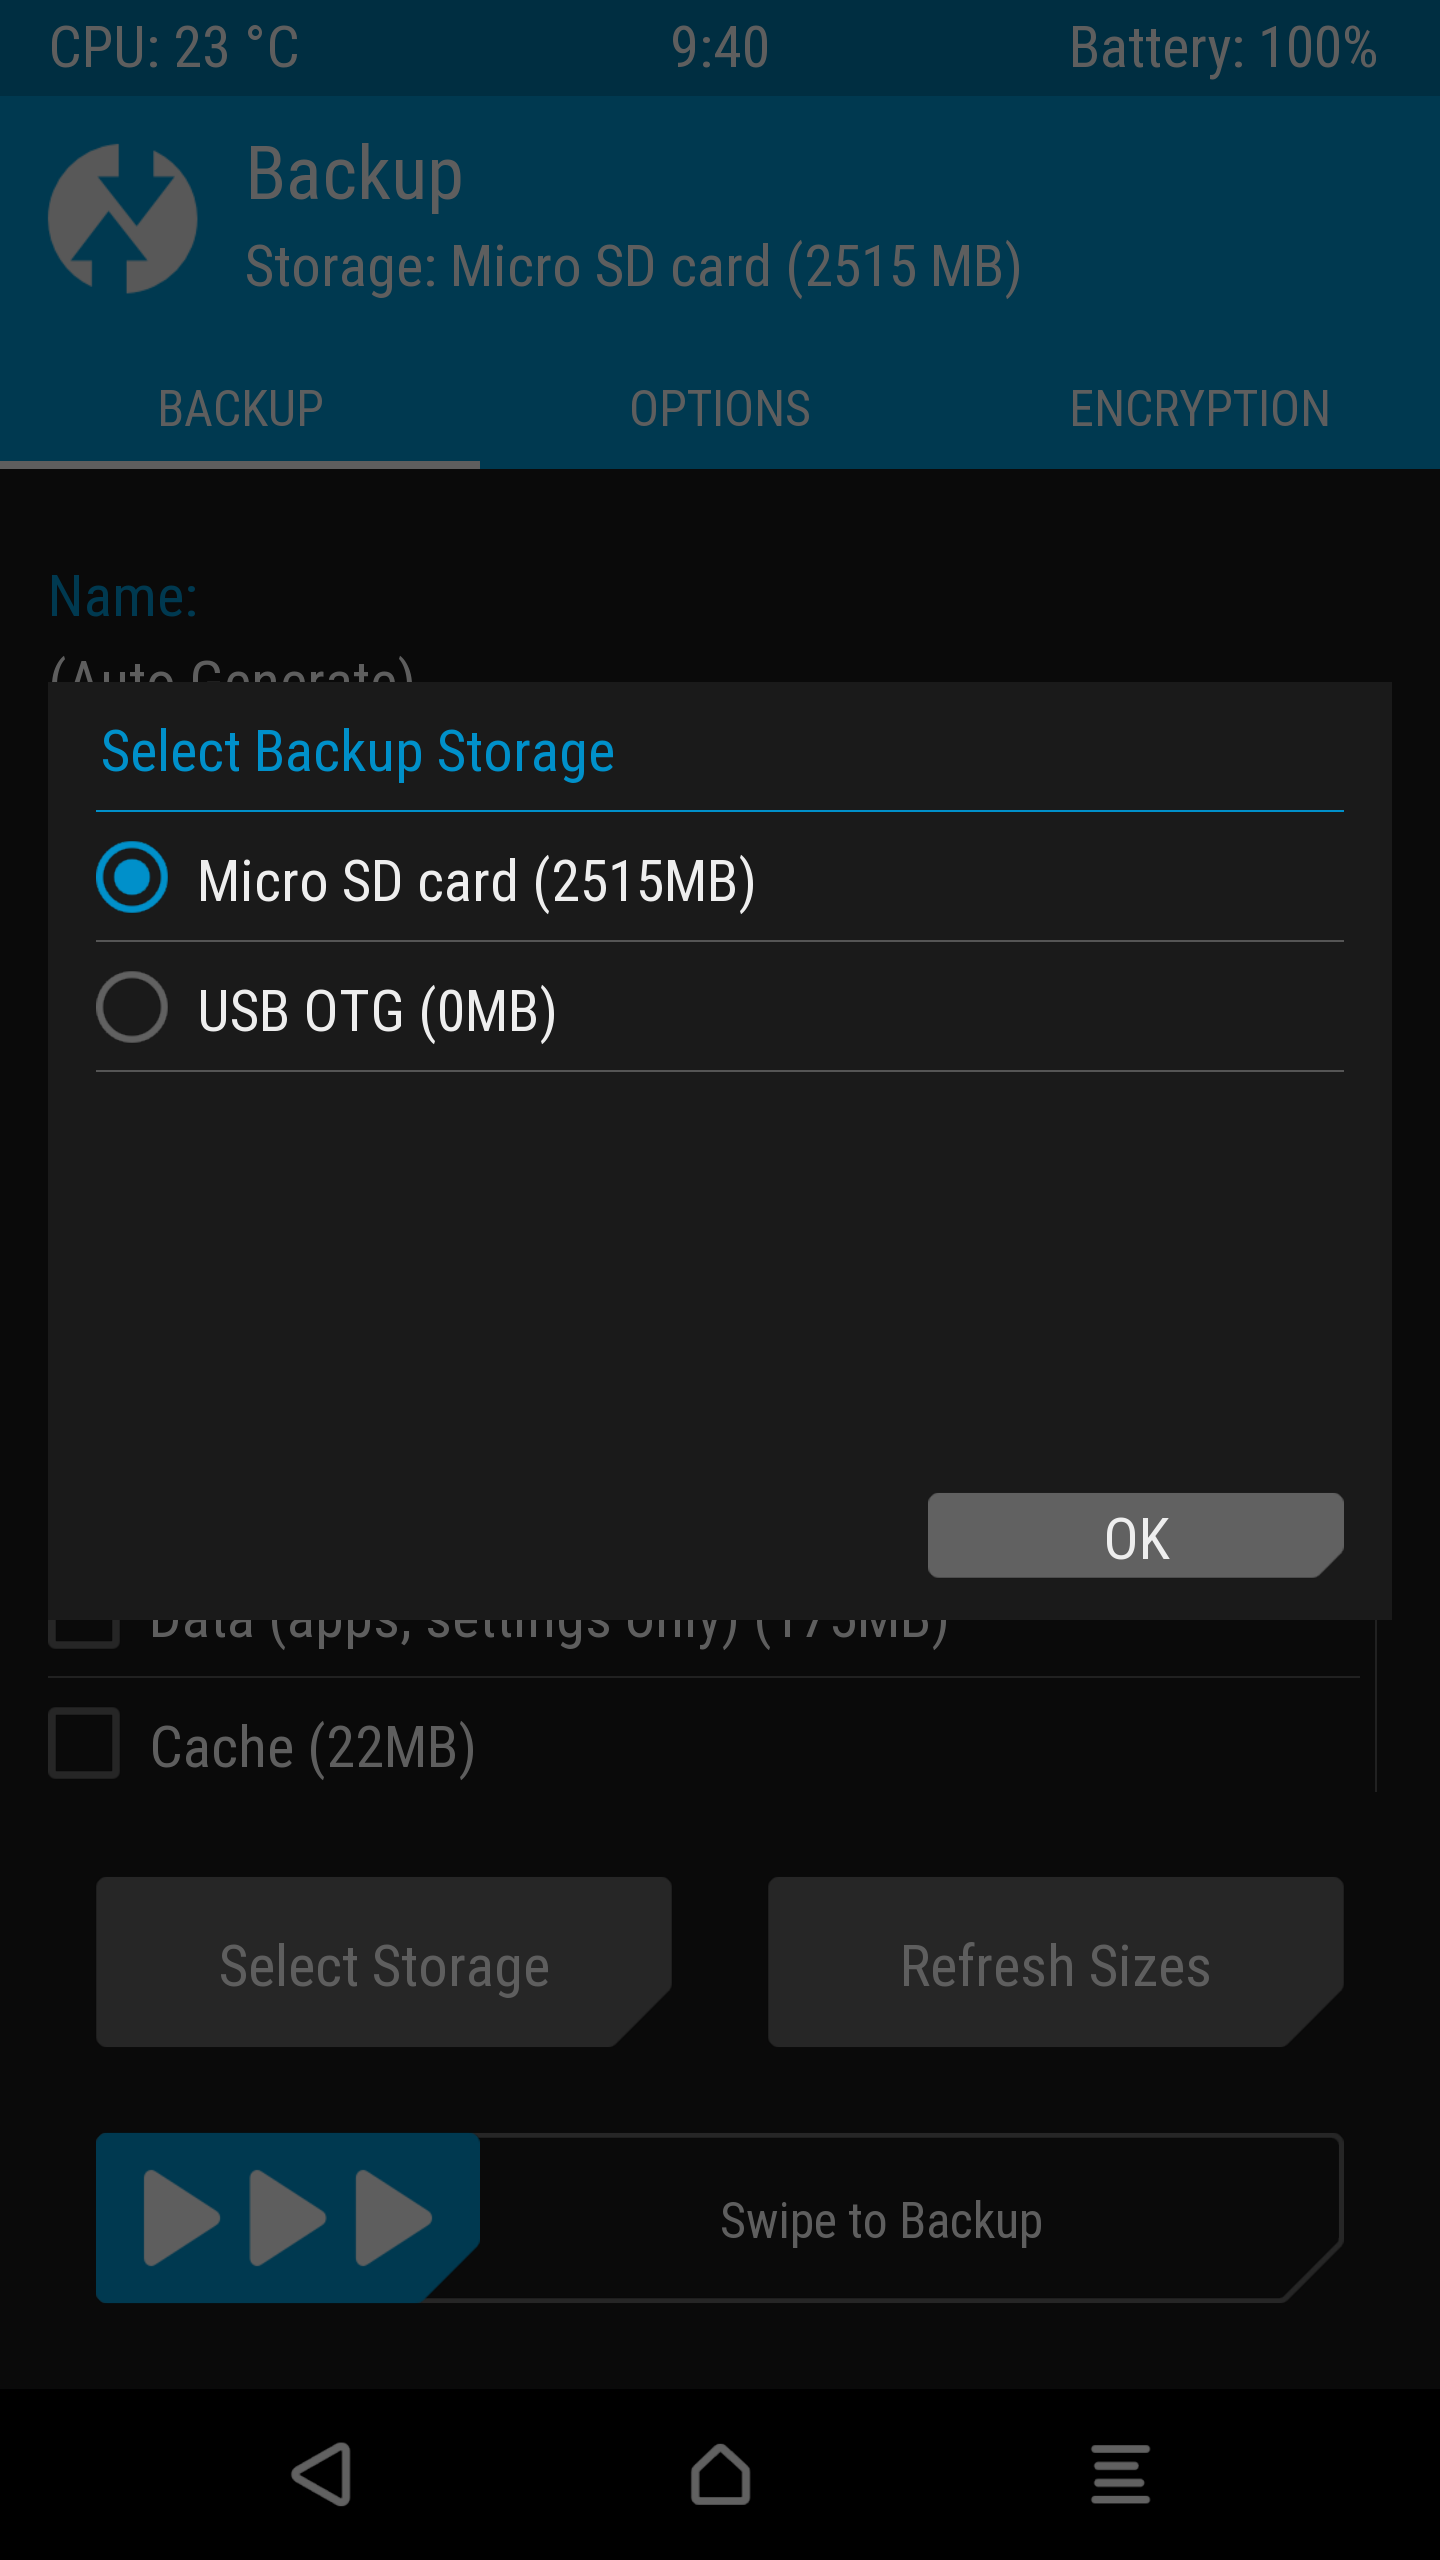 CPU: 23 °C 9:40 Battery: 100%
Backup
Storage: Micro SD card (2515 MB)
BACKUP OPTIONS ENCRYPTION
Name:
(Auto Generate)
Select Backup Storage
Micro SD card (2515MB)
USB OTG (0MB)
OK
Data (apps, settings only) (175MB)
Cache (22MB)
Select Storage Refresh Sizes
Swipe to Backup